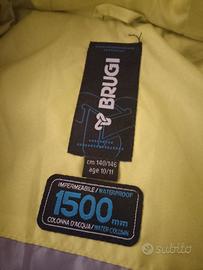 BRUGI
cm 140/146
age 10/11
IMPERMEABILE / WATERPROOF
1500 mm
COLONNA D'ACQUA / WATER COLUMN
subito